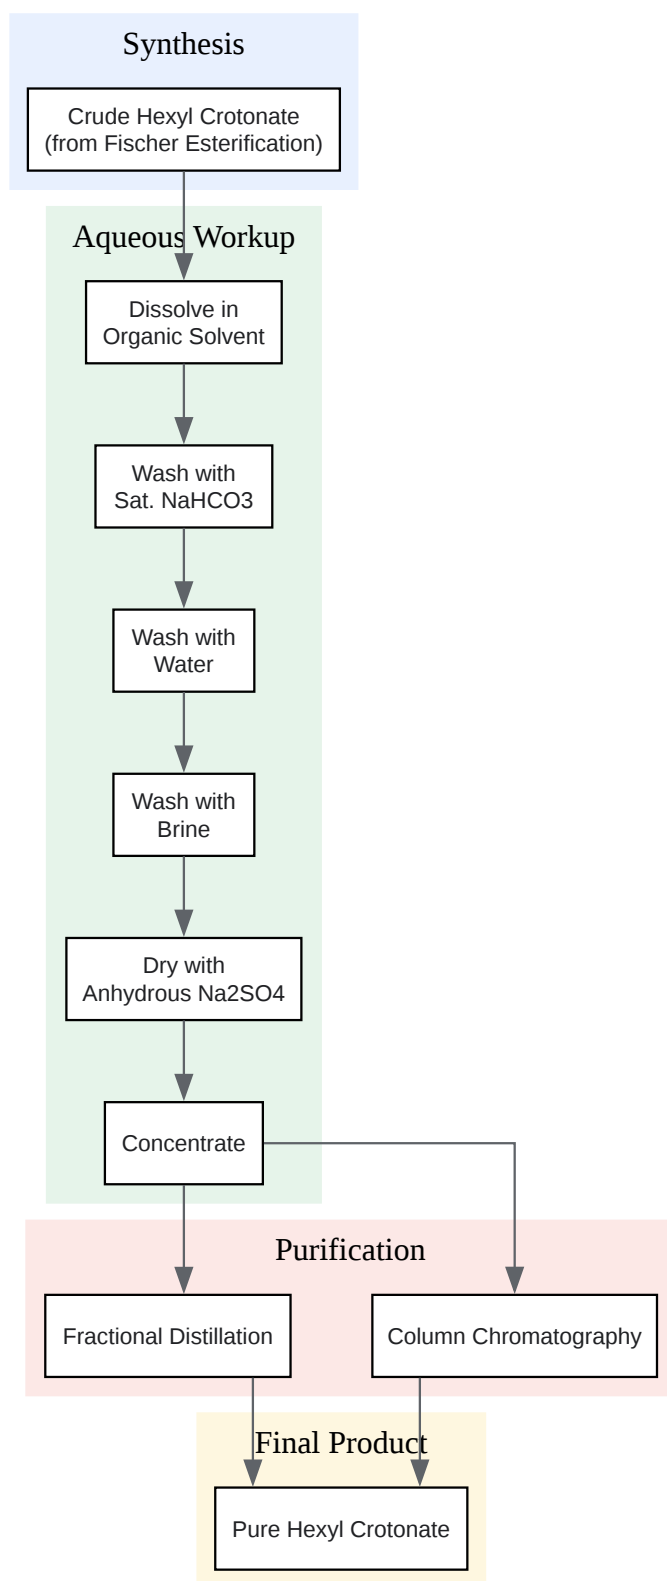 Synthesis
Crude Hexyl Crotonate
(from Fischer Esterification)
Aqueous Workup
Dissolve in
Organic Solvent
Wash with
Sat. NaHCO3
Wash with
Water
Wash with
Brine
Dry with
Anhydrous Na2SO4
Concentrate
Purification
Fractional Distillation
Column Chromatography
Final Product
Pure Hexyl Crotonate